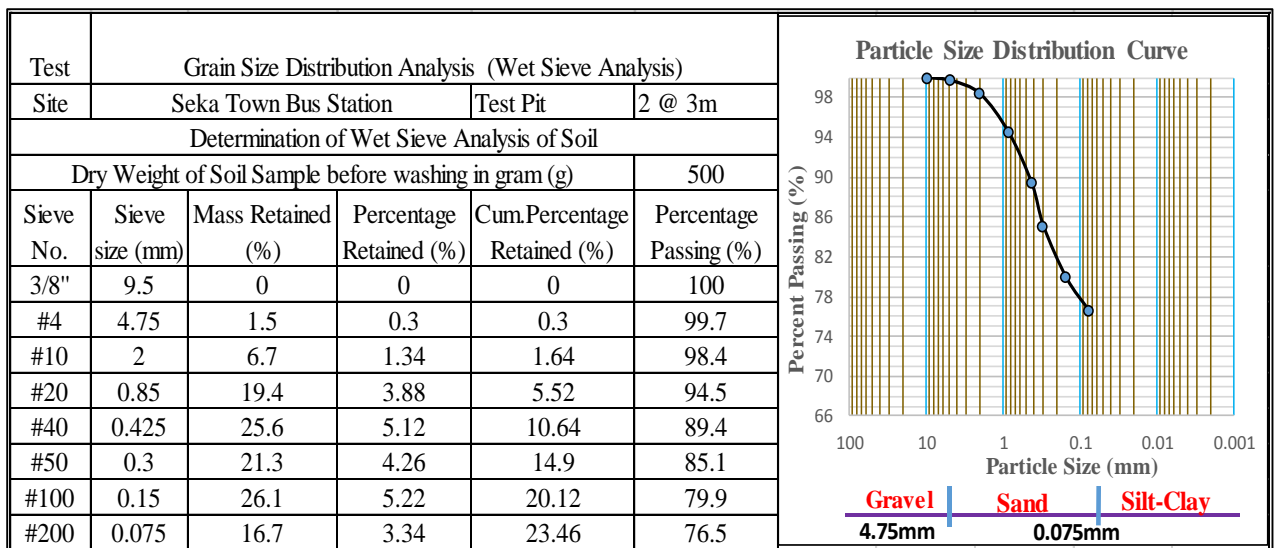 Test Grain Size Distribution Analysis (Wet Sieve Analysis)
Site Seka Town Bus Station Test Pit 2 @ 3m
Determination of Wet Sieve Analysis of Soil
Dry Weight of Soil Sample before washing in gram (g) 500
Sieve Sieve Mass Retained Percentage Cum.Percentage Percentage
No. size (mm) (%) Retained (%) Retained (%) Passing (%)
3/8" 9.5 0 0 0 100
#4 4.75 1.5 0.3 0.3 99.7
#10 2 6.7 1.34 1.64 98.4
#20 0.85 19.4 3.88 5.52 94.5
#40 0.425 25.6 5.12 10.64 89.4
#50 0.3 21.3 4.26 14.9 85.1
#100 0.15 26.1 5.22 20.12 79.9
#200 0.075 16.7 3.34 23.46 76.5
Particle Size Distribution Curve
Percent Passing (%)
98
94
90
86
82
78
74
70
66
100 10 1 0.1 0.01 0.001
Particle Size (mm)
Gravel Sand Silt-Clay
4.75mm 0.075mm